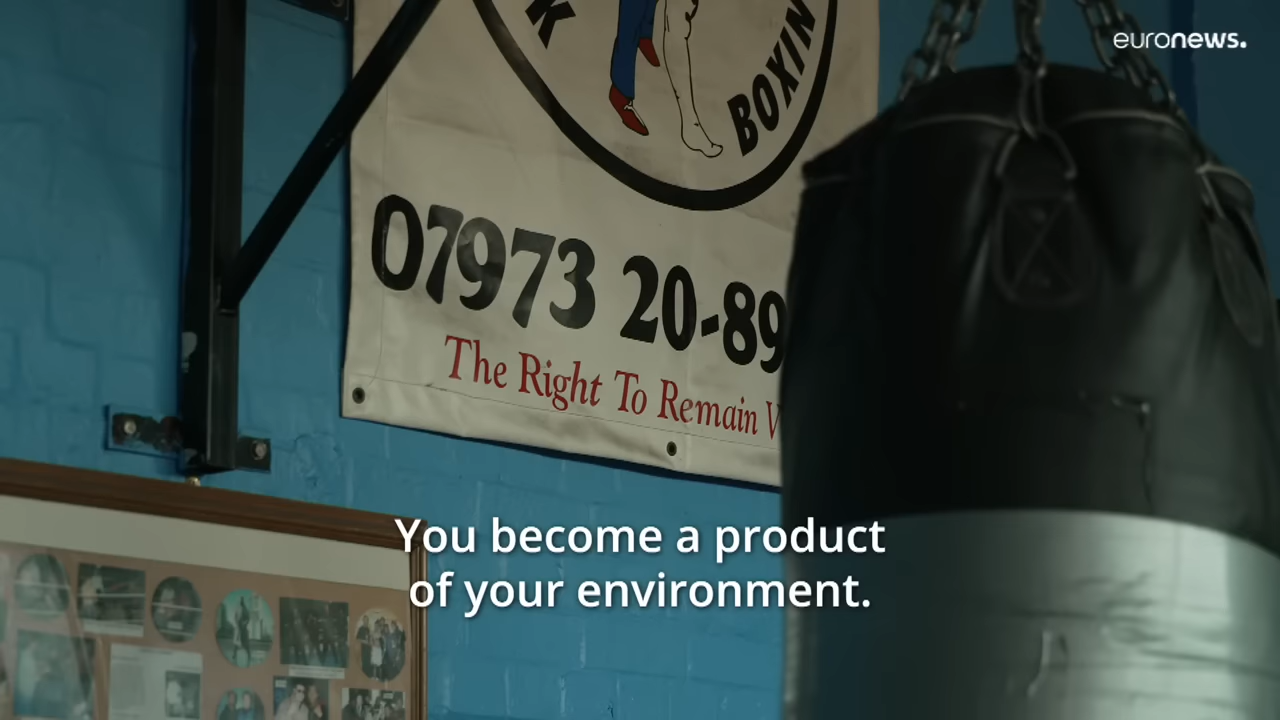 euronews.
K
BOXIN
07973 20-89
The Right To Remain
You become a product
of your environment.